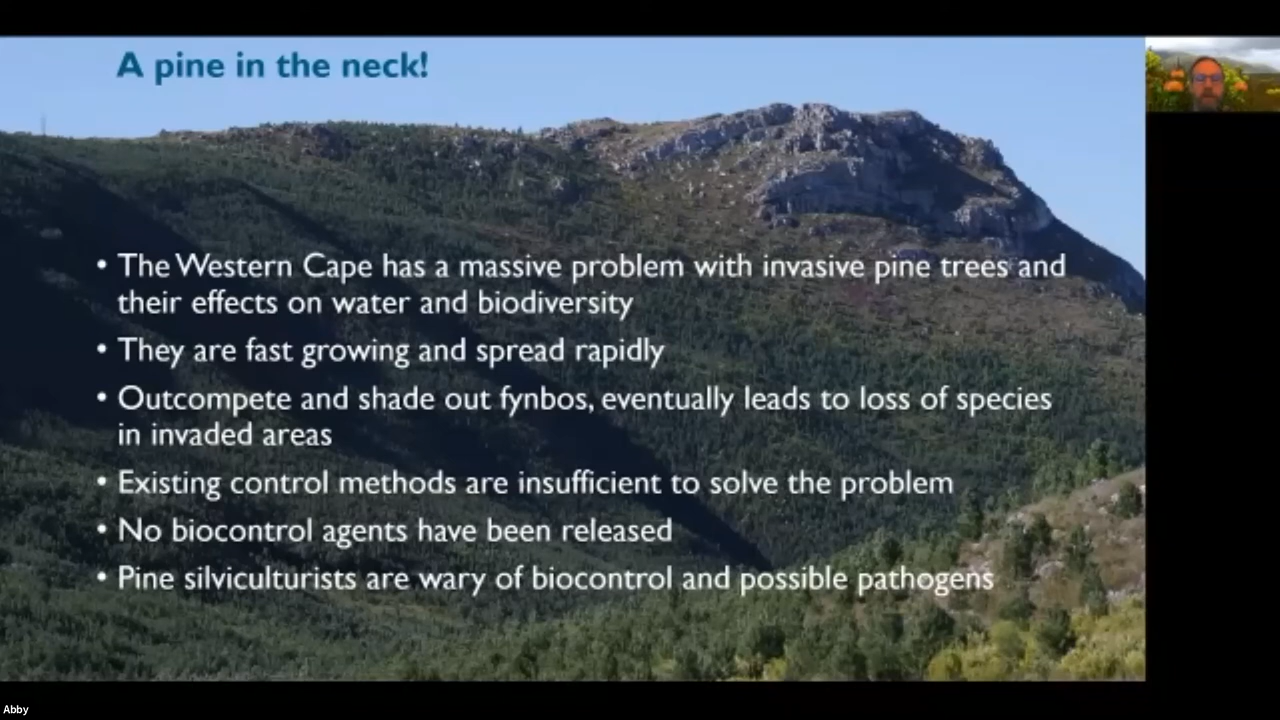 A pine in the neck!
• The Western Cape has a massive problem with invasive pine trees and
their effects on water and biodiversity
• They are fast growing and spread rapidly
• Outcompete and shade out fynbos, eventually leads to loss of species
in invaded areas
• Existing control methods are insufficient to solve the problem
• No biocontrol agents have been released
• Pine silviculturists are wary of biocontrol and possible pathogens
Abby